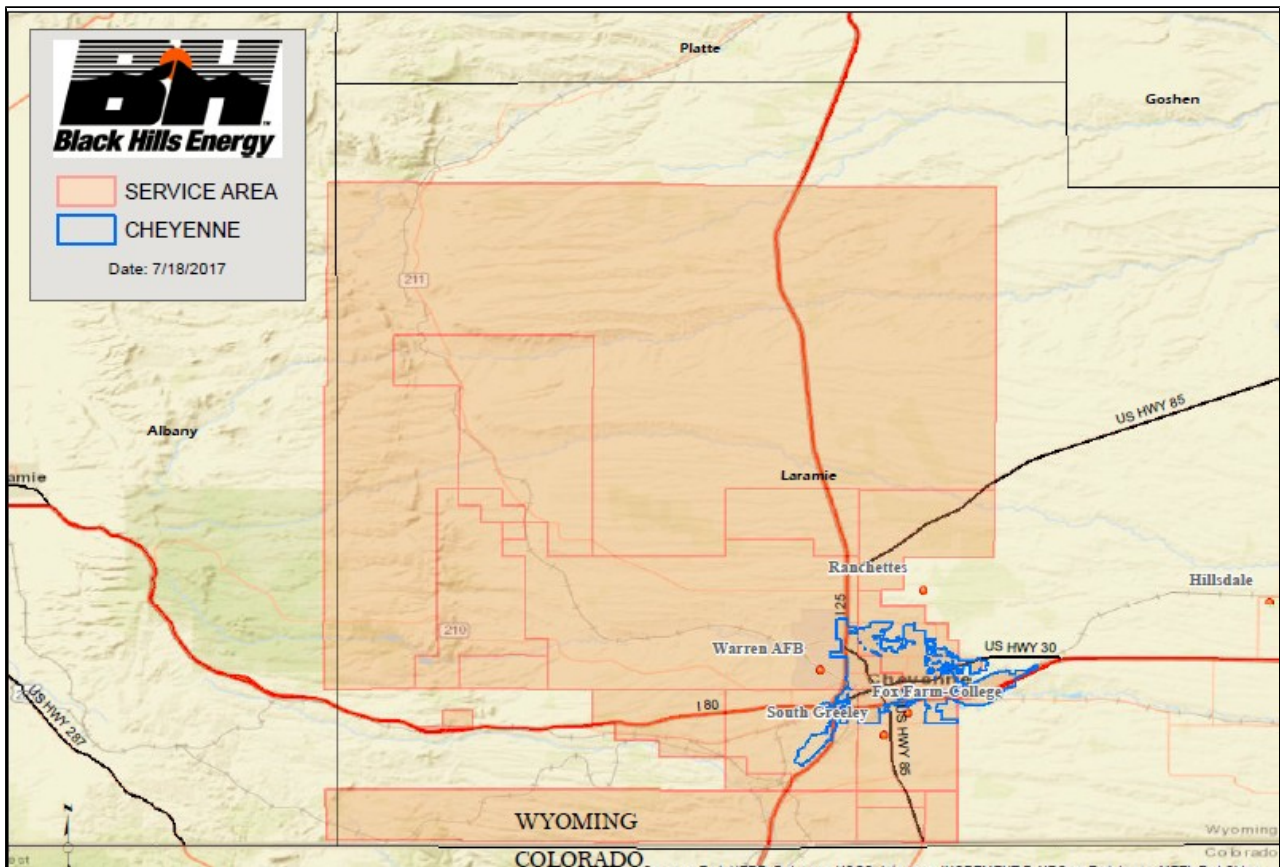 BH
Black Hills Energy
SERVICE AREA
CHEYENNE
Date: 7/18/2017
Platte
Goshen
211
Albany
US HWY 85
Laramie
amie
Ranchettes
Hillsdale
I 25
210
Warren AFB
US HWY 30
Cheyenne
Fox Farm-College
I 80
South Greeley
US HWY 287
US HWY 85
N
WYOMING
Wyoming
COLORADO
Colorado